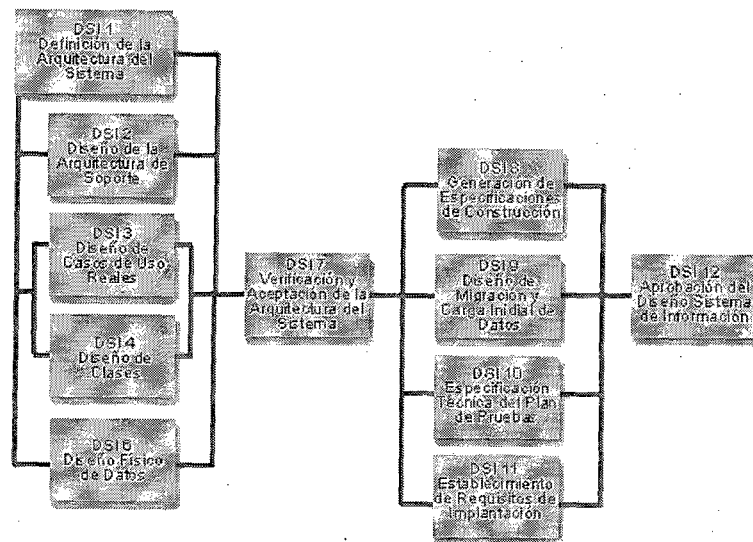 DSI 1
Definición de la
Arquitectura del
Sistema
DSI 2
Diseño de la
Arquitectura de
Soporte
DSI 3
Diseño de
Casos de Uso
Reales
DSI 4
Diseño de
Clases
DSI 6
Diseño Físico
de Datos
DSI 7
Verificación y
Aceptación de la
Arquitectura del
Sistema
DSI 8
Generación de
Especificaciones
de Construcción
DSI 9
Diseño de
Migración y
Carga Inicial de
Datos
DSI 10
Especificación
Técnica del Plan
de Pruebas
DSI 11
Establecimiento
de Requisitos de
Implantación
DSI 12
Aprobación del
Diseño Sistema
de Información